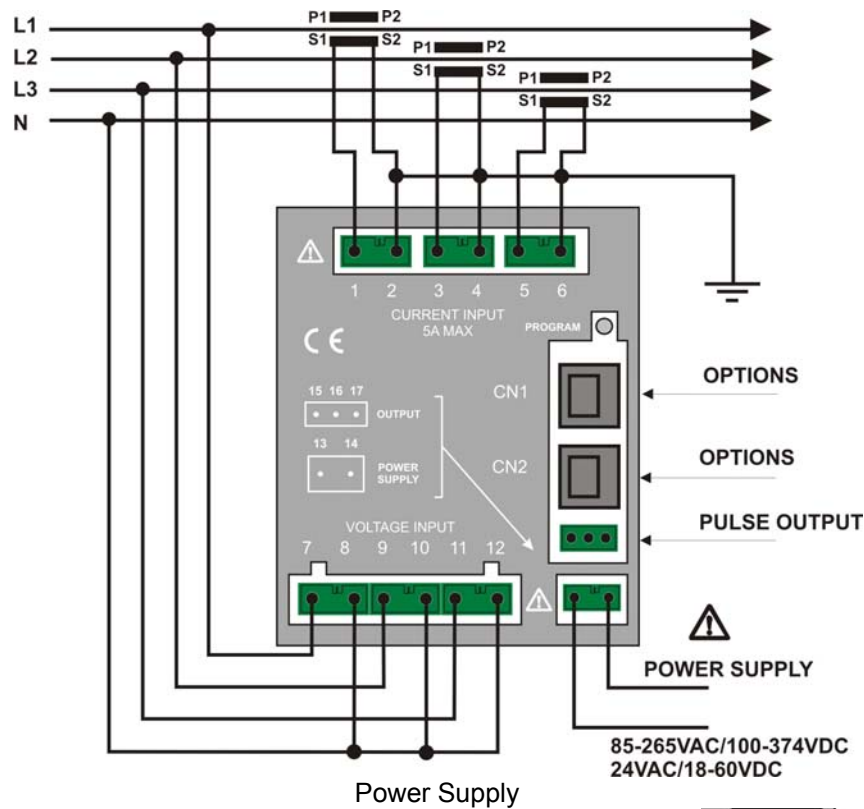 P1 P2
L1
S1 S2
P1 P2
L2
S1 S2
P1 P2
L3
S1 S2
N
1 2 3 4 5 6
CURRENT INPUT
5A MAX
PROGRAM
CE
OPTIONS
15 16 17
CN1
OUTPUT
13 14
OPTIONS
CN2
POWER
SUPPLY
PULSE OUTPUT
VOLTAGE INPUT
7 8 9 10 11 12
POWER SUPPLY
85-265VAC/100-374VDC
24VAC/18-60VDC
Power Supply